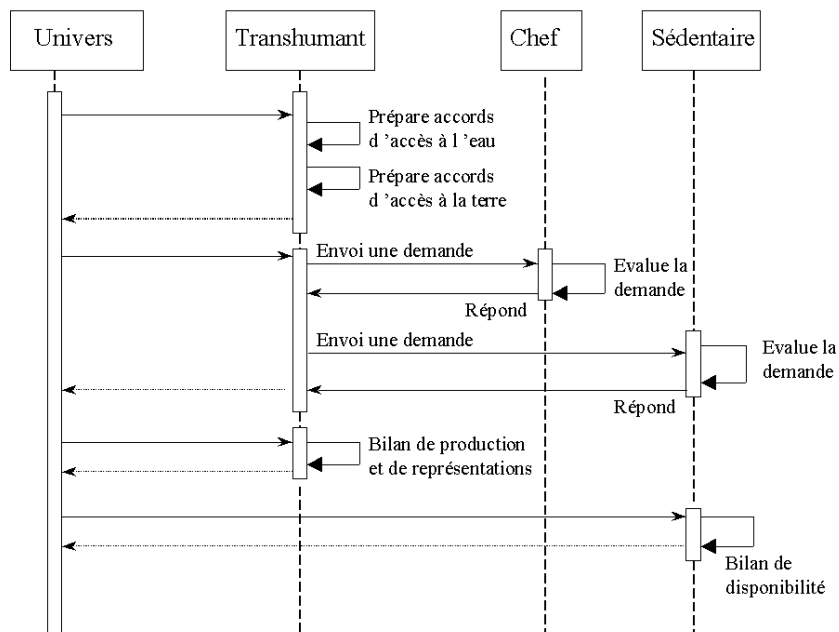 Univers
Transhumant
Chef
Sédentaire
Prépare accords
d 'accès à l 'eau
Prépare accords
d 'accès à la terre
Envoi une demande
Evalue la
demande
Répond
Envoi une demande
Evalue la
demande
Répond
Bilan de production
et de représentations
Bilan de
disponibilité